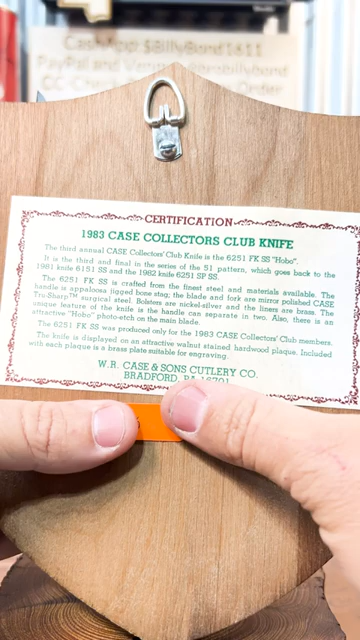 CashApp:$BillyBond1611
PayPal and
CERTIFICATION
1983 CASE COLLECTORS CLUB KNIFE
The third annual CASE Collectors' Club Knife is the 6251 FK SS "Hobo".
It is the third and final in the series of the 51 pattern, which goes back to the
1981 knife 6151 SS and the 1982 knife 6251 SP SS.
The 6251 FK SS is crafted from the finest steel and materials available. The
handle is appaloosa jigged bone stag; the blade and fork are mirror polished CASE
Tru-Sharp™ surgical steel. Bolsters are nickel-silver and the liners are brass. The
unique feature of the knife is the handle can separate in two. Also, there is an
attractive "Hobo" photo-etch on the main blade.
The 6251 FK SS was produced only for the 1983 CASE Collectors' Club members.
The knife is displayed on an attractive walnut stained hardwood plaque. Included
with each plaque is a brass plate suitable for engraving.
W.R. CASE & SONS CUTLERY CO.
BRADFORD, PA 16701